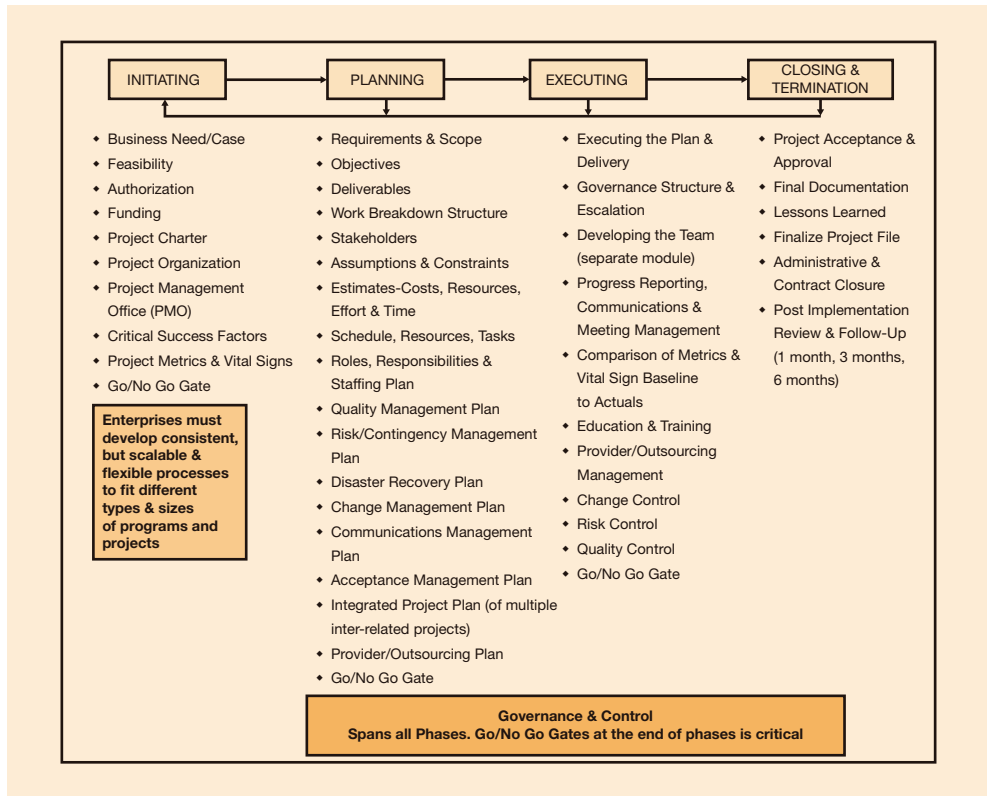 INITIATING
PLANNING
EXECUTING
CLOSING &
TERMINATION
Business Need/Case
Feasibility
Authorization
Funding
Project Charter
Project Organization
Project Management
Office (PMO)
Critical Success Factors
Project Metrics & Vital Signs
Go/No Go Gate
Enterprises must
develop consistent,
but scalable &
flexible processes
to fit different
types & sizes
of programs and
projects
Requirements & Scope
Objectives
Deliverables
Work Breakdown Structure
Stakeholders
Assumptions & Constraints
Estimates-Costs, Resources,
Effort & Time
Schedule, Resources, Tasks
Roles, Responsibilities &
Staffing Plan
Quality Management Plan
Risk/Contingency Management
Plan
Disaster Recovery Plan
Change Management Plan
Communications Management
Plan
Acceptance Management Plan
Integrated Project Plan (of multiple
inter-related projects)
Provider/Outsourcing Plan
Go/No Go Gate
Executing the Plan &
Delivery
Governance Structure &
Escalation
Developing the Team
(separate module)
Progress Reporting,
Communications &
Meeting Management
Comparison of Metrics &
Vital Sign Baseline
to Actuals
Education & Training
Provider/Outsourcing
Management
Change Control
Risk Control
Quality Control
Go/No Go Gate
Project Acceptance &
Approval
Final Documentation
Lessons Learned
Finalize Project File
Administrative &
Contract Closure
Post Implementation
Review & Follow-Up
(1 month, 3 months,
6 months)
Governance & Control
Spans all Phases. Go/No Go Gates at the end of phases is critical